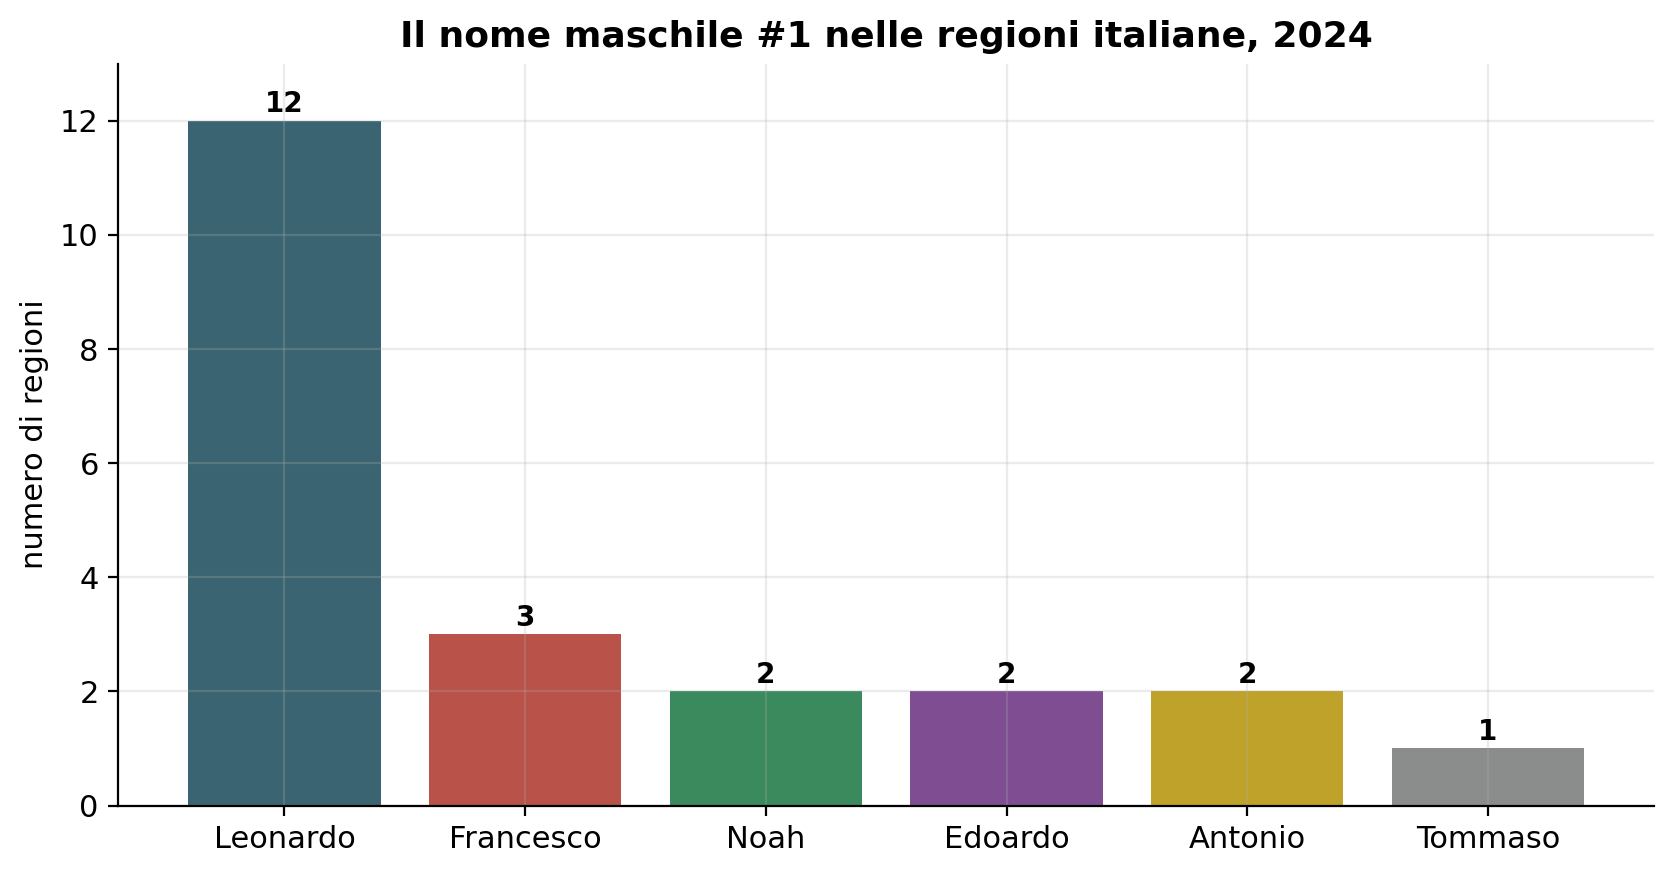 Il nome maschile #1 nelle regioni italiane, 2024
numero di regioni
12
10
8
6
4
2
0
12
3
2
2
2
1
Leonardo
Francesco
Noah
Edoardo
Antonio
Tommaso